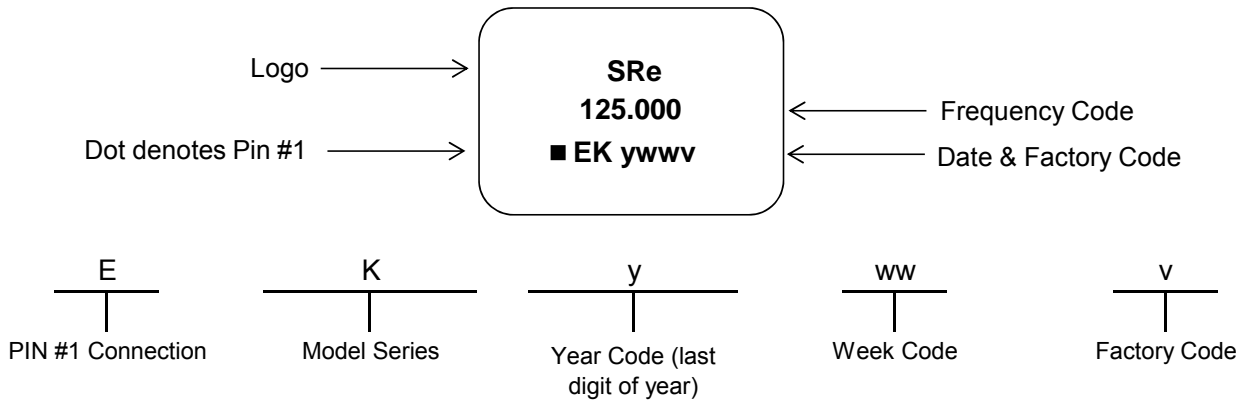 Logo
SRe
125.000
Frequency Code
Dot denotes Pin #1
■ EK ywwv
Date & Factory Code
E
K
y
ww
v
PIN #1 Connection
Model Series
Year Code (last
digit of year)
Week Code
Factory Code